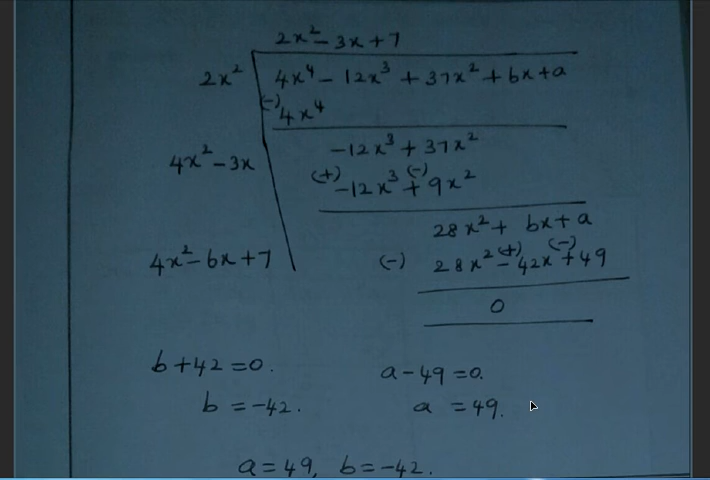 2x² - 3x + 7
2x² 4x⁴ - 12x³ + 37x² + bx + a
(-) 4x⁴
-12x³ + 37x²
4x² - 3x (+) -12x³ (-) + 9x²
28x² + bx + a
4x² - 6x + 7 (-) 28x² (+) - 42x (-) + 49
0
b + 42 = 0. a - 49 = 0.
b = -42. a = 49.
a = 49, b = -42.